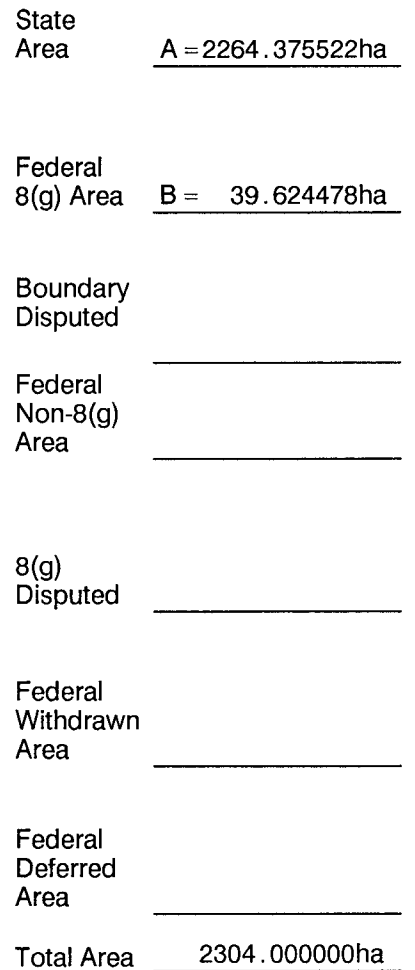 State
Area A = 2264.375522ha
Federal
8(g) Area B = 39.624478ha
Boundary
Disputed
Federal
Non-8(g)
Area
8(g)
Disputed
Federal
Withdrawn
Area
Federal
Deferred
Area
Total Area 2304.000000ha